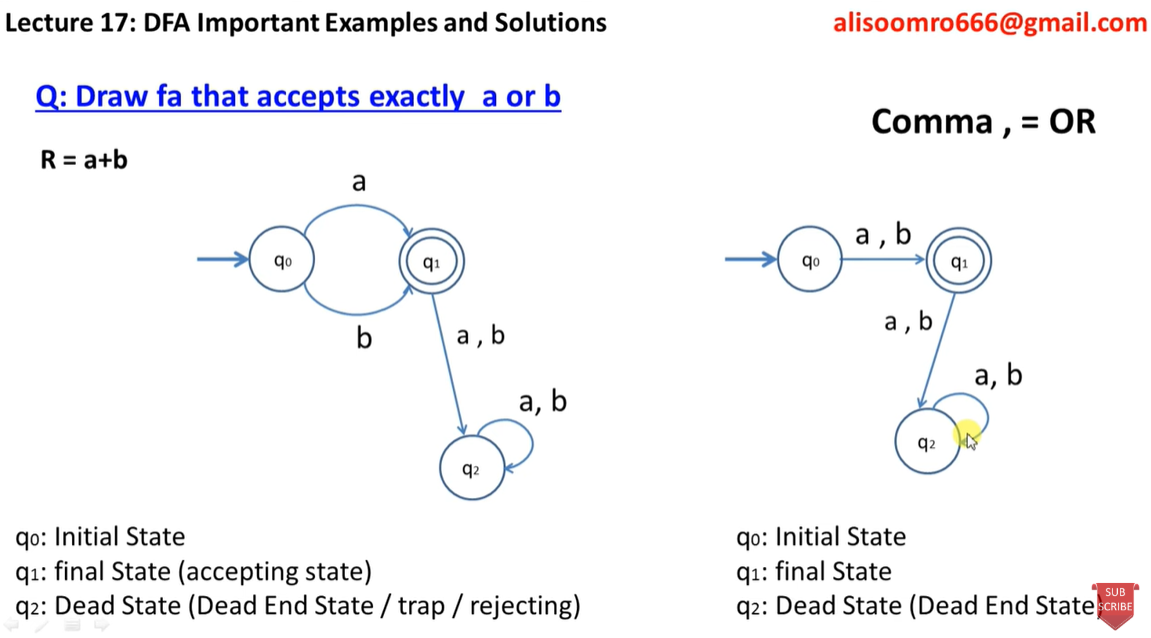 Lecture 17: DFA Important Examples and Solutions
alisoomro666@gmail.com
Q: Draw fa that accepts exactly a or b
Comma , = OR
R = a+b
a
q0
q1
b
a , b
a, b
q2
a , b
q0
q1
a , b
a, b
q2
q0: Initial State
q1: final State (accepting state)
q2: Dead State (Dead End State / trap / rejecting)
q0: Initial State
q1: final State
q2: Dead State (Dead End State)
SUB
SCRIBE